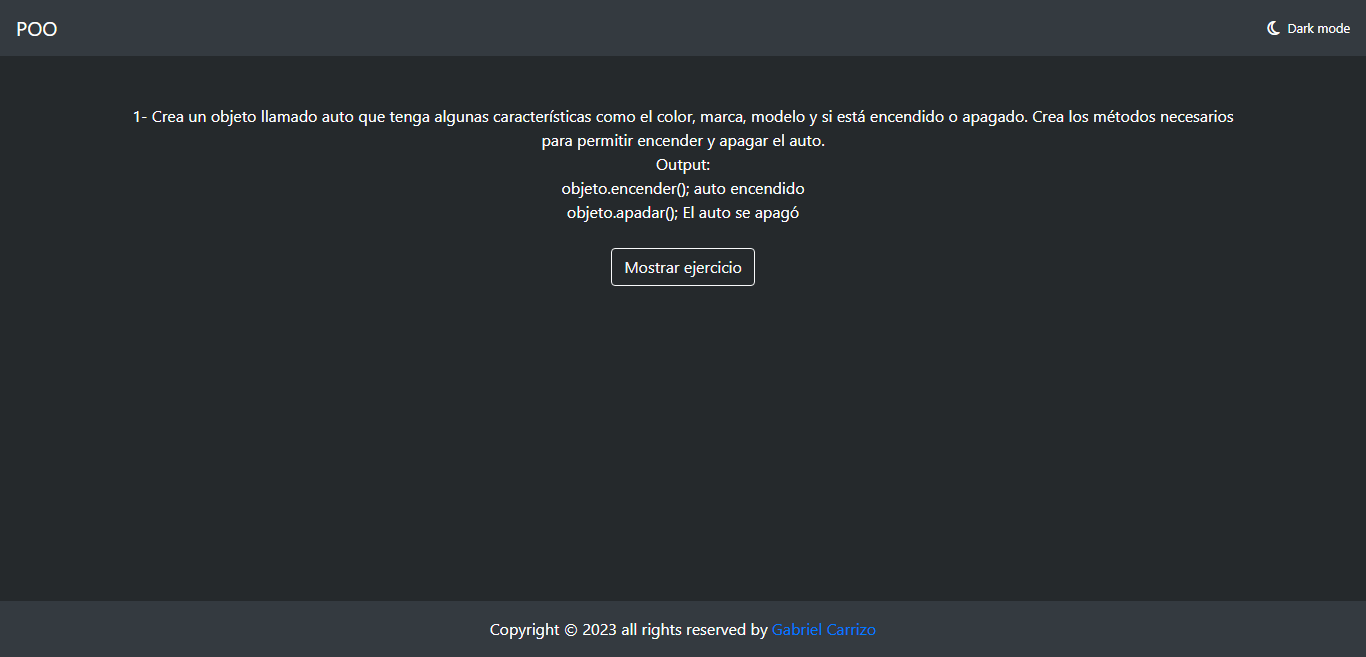 POO
Dark mode
1- Crea un objeto llamado auto que tenga algunas características como el color, marca, modelo y si está encendido o apagado. Crea los métodos necesarios
para permitir encender y apagar el auto.
Output:
objeto.encender(); auto encendido
objeto.apadar(); El auto se apagó
Mostrar ejercicio
Copyright © 2023 all rights reserved by Gabriel Carrizo